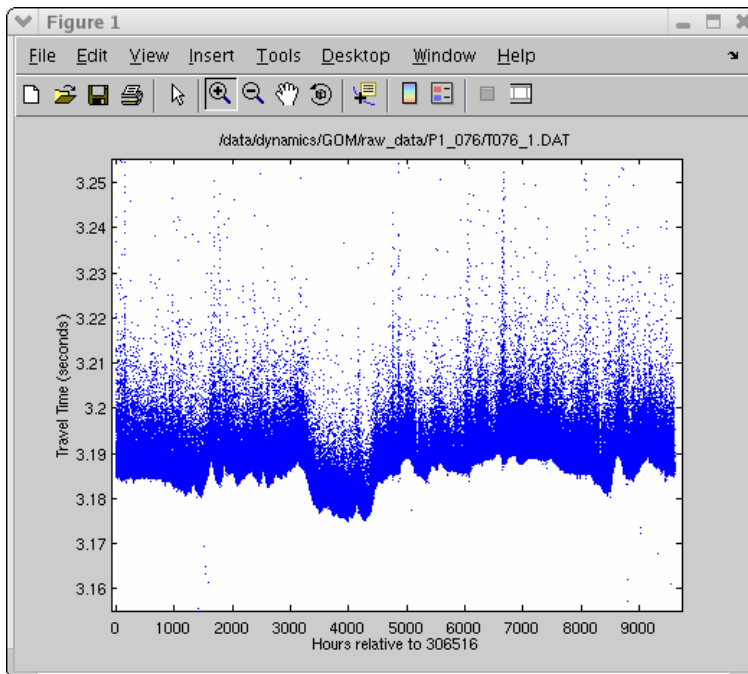 Figure 1
File Edit View Insert Tools Desktop Window Help
/data/dynamics/GOM/raw_data/P1_076/T076_1.DAT
3.25
3.24
3.23
3.22
3.21
3.2
3.19
3.18
3.17
3.16
Travel Time (seconds)
0 1000 2000 3000 4000 5000 6000 7000 8000 9000
Hours relative to 306516